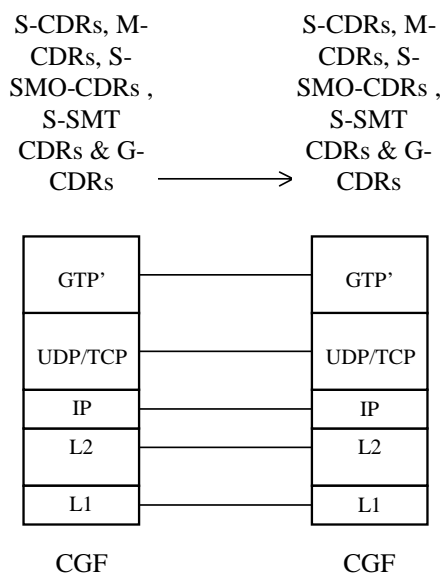 S-CDRs, M-
CDRs, S-
SMO-CDRs ,
S-SMT
CDRs & G-
CDRs
S-CDRs, M-
CDRs, S-
SMO-CDRs ,
S-SMT
CDRs & G-
CDRs
GTP’
GTP’
UDP/TCP
UDP/TCP
IP
IP
L2
L2
L1
L1
CGF
CGF